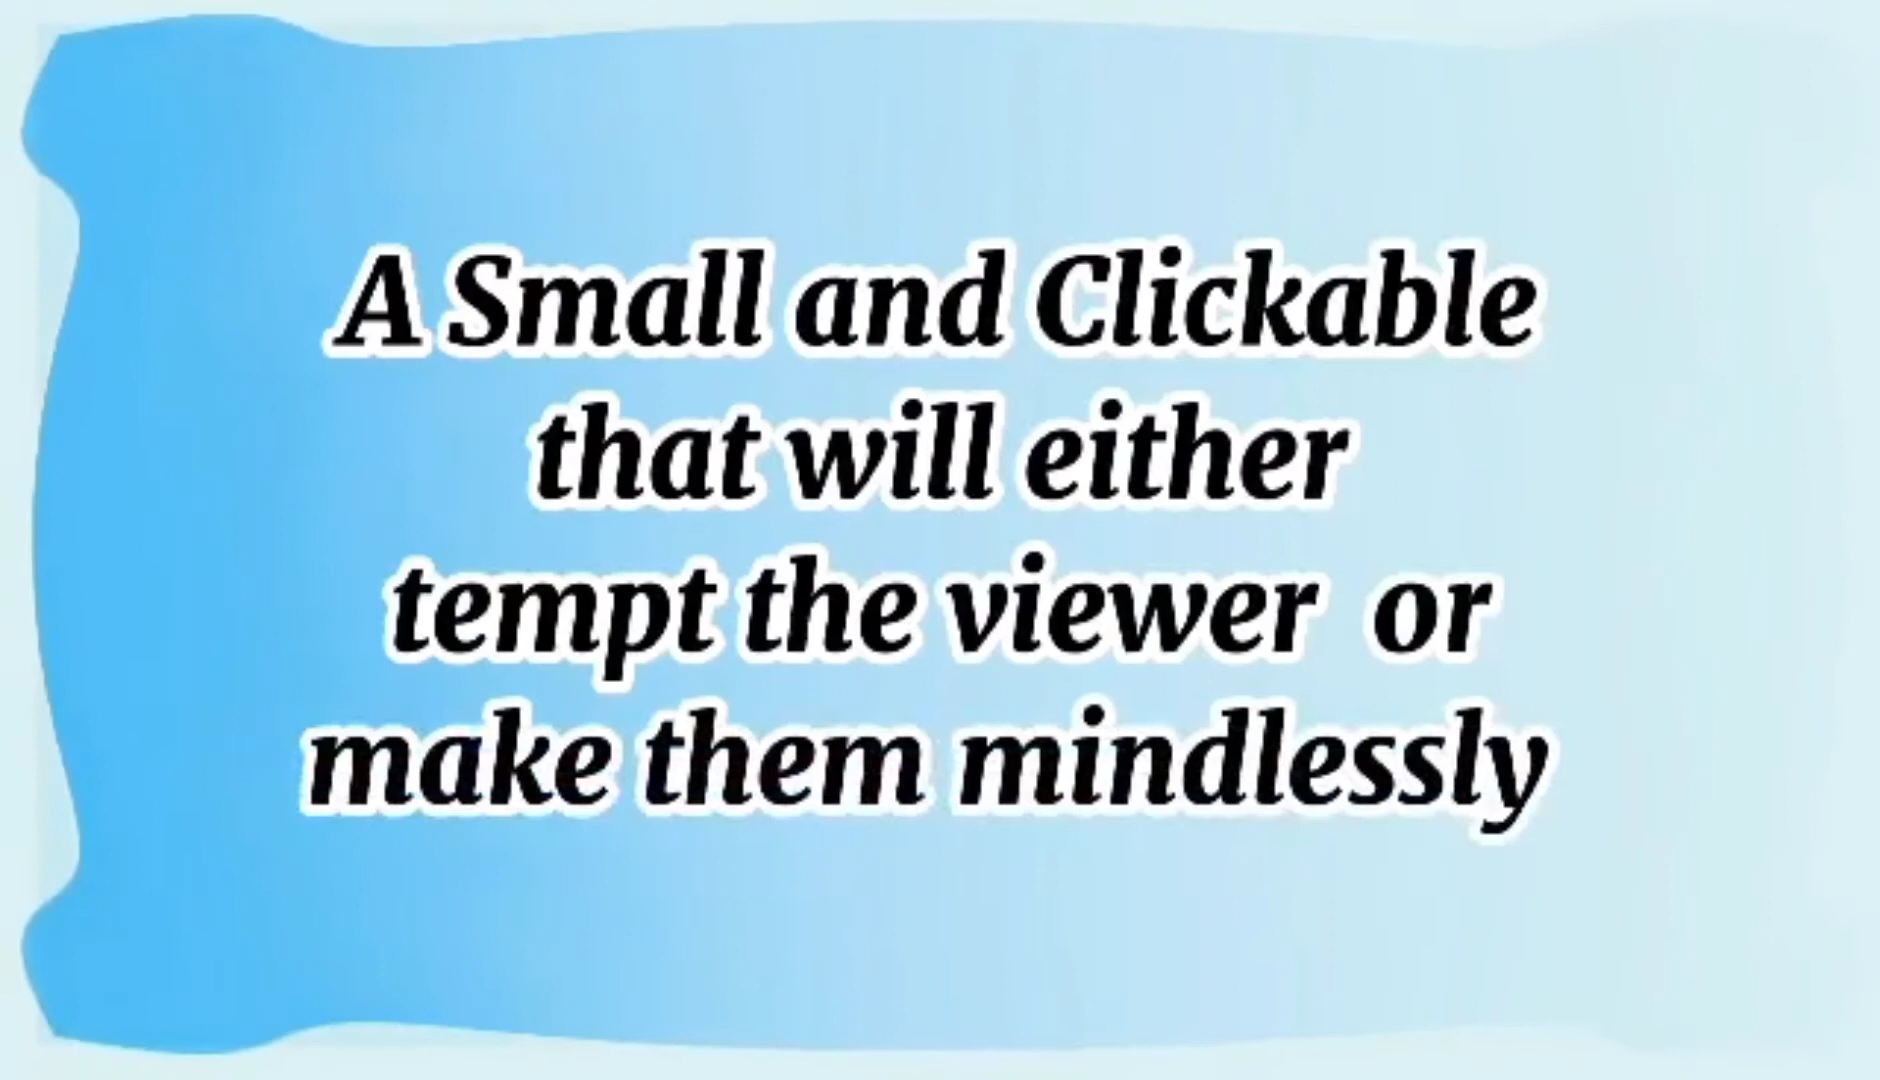 A Small and Clickable
that will either
tempt the viewer  or
make them mindlessly